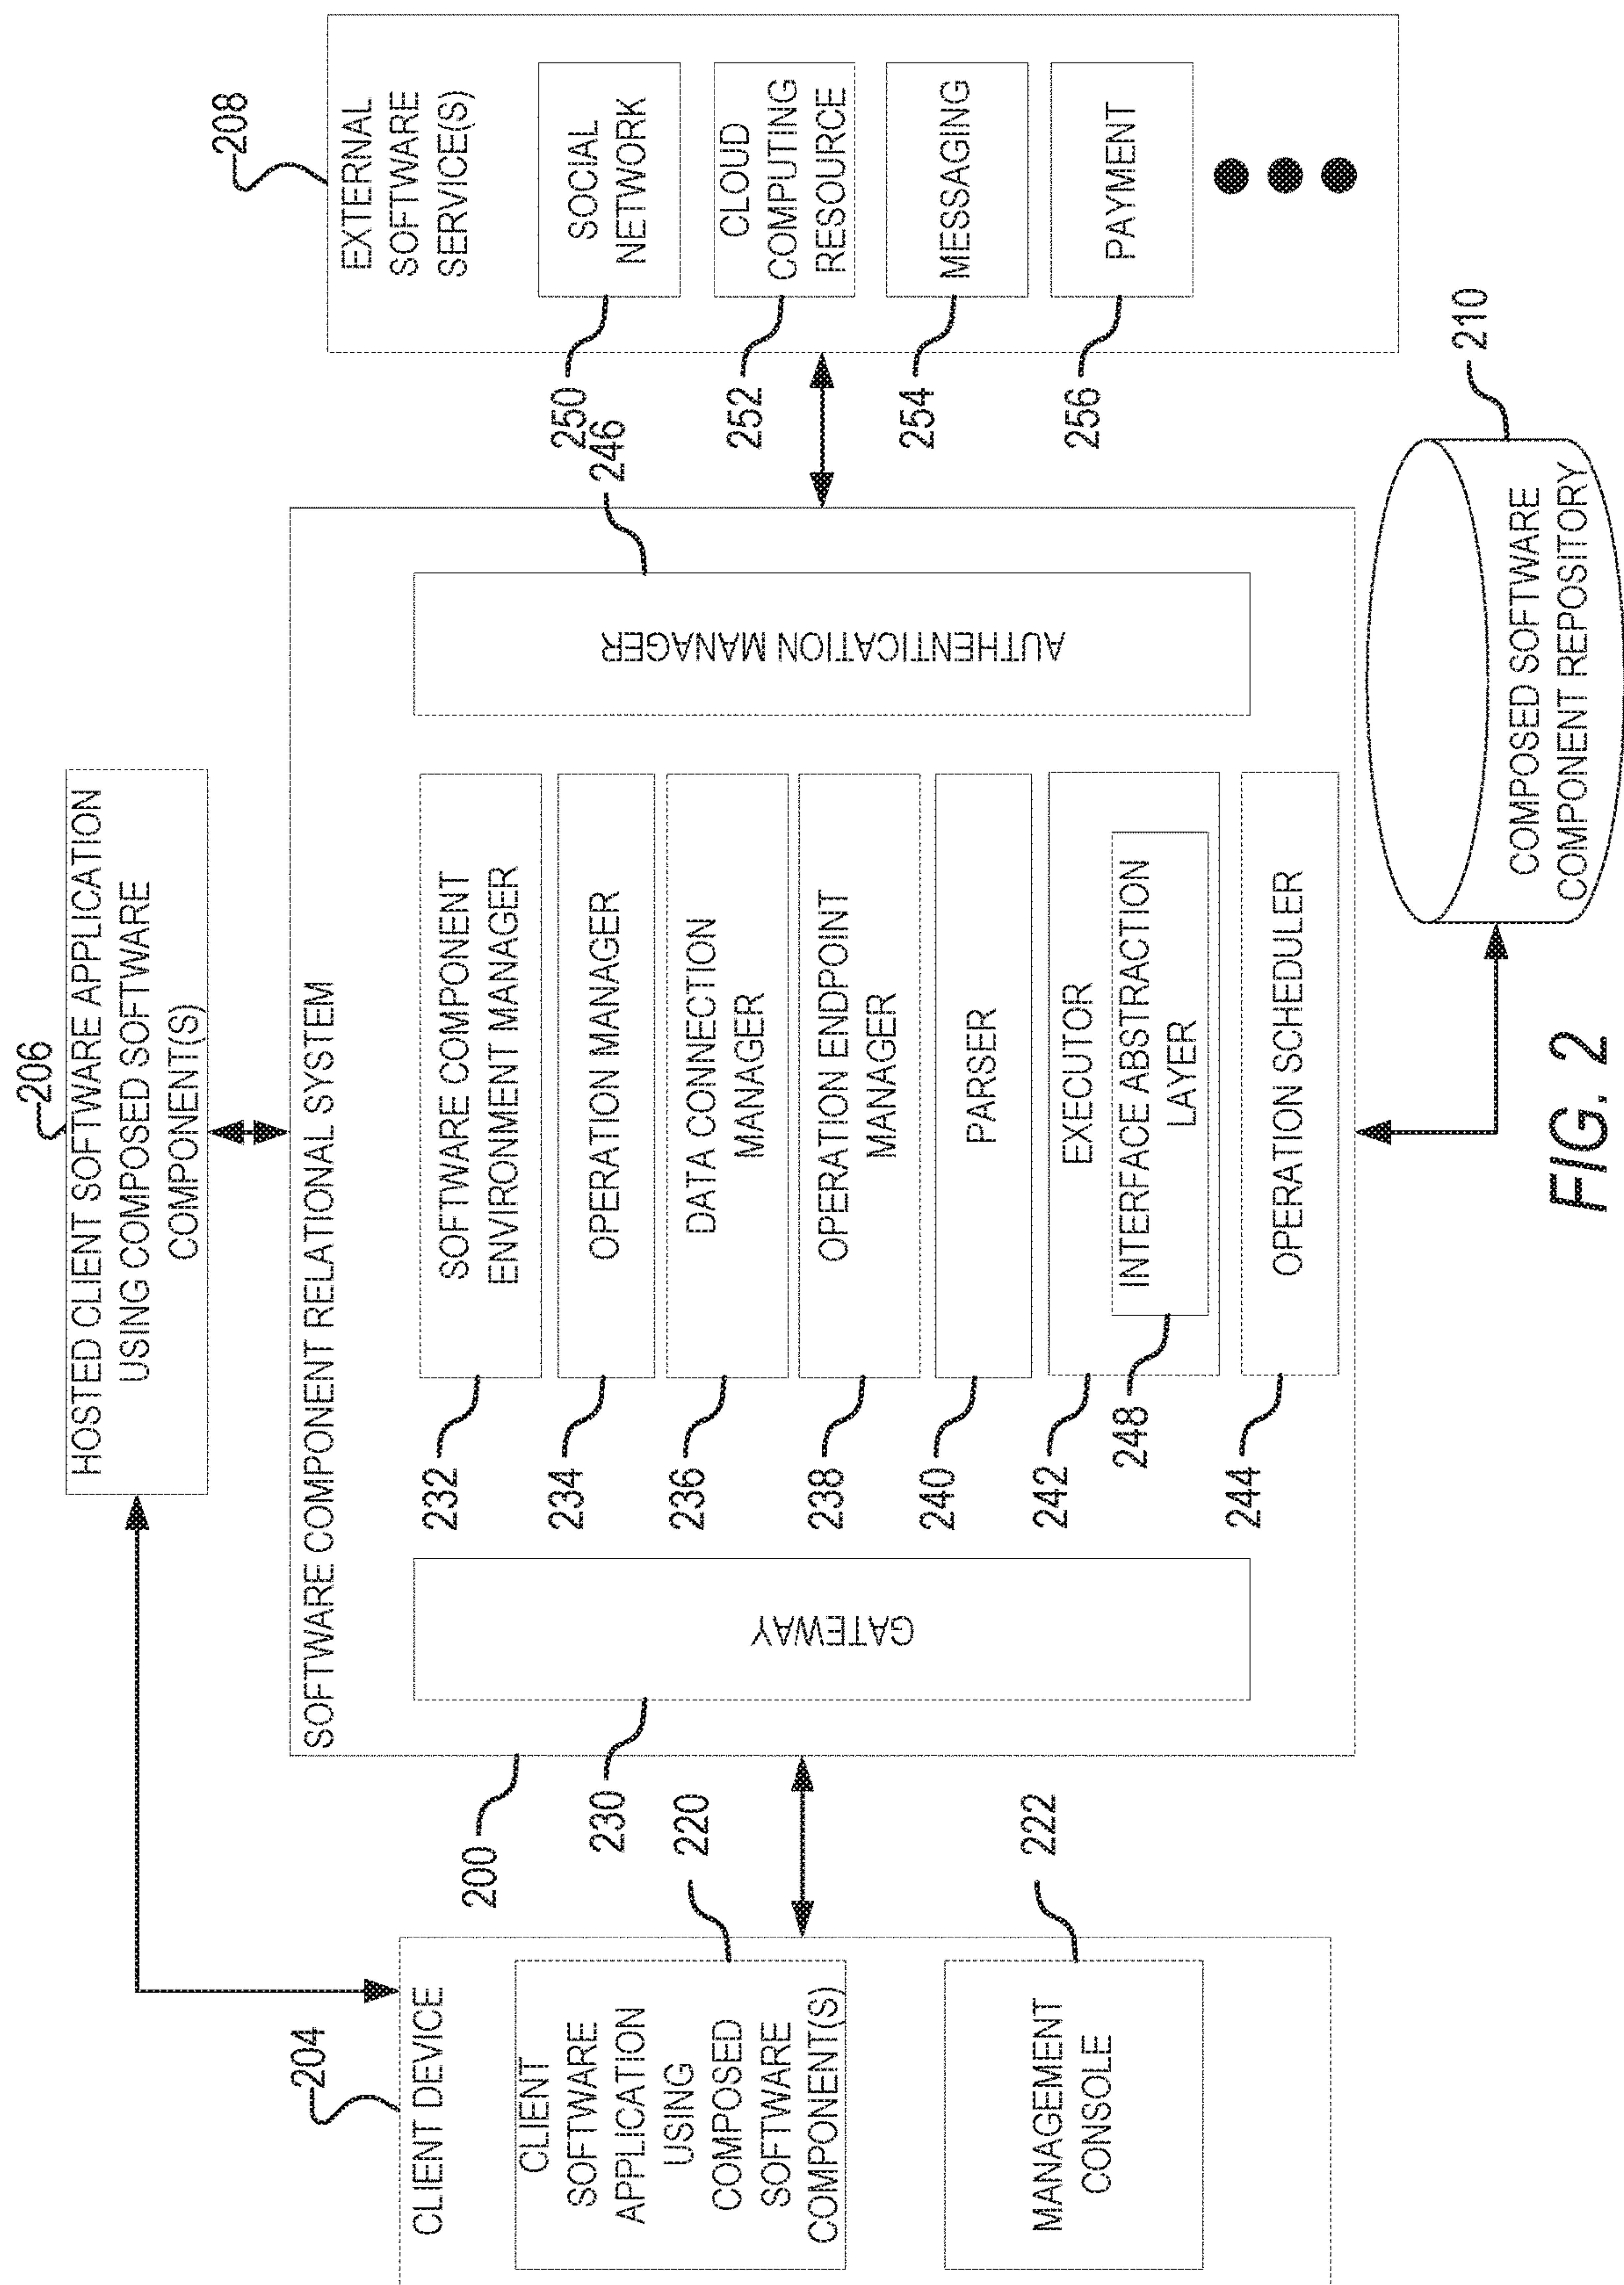 206
HOSTED CLIENT SOFTWARE APPLICATION
USING COMPOSED SOFTWARE
COMPONENT(S)
204
CLIENT DEVICE
CLIENT
SOFTWARE
APPLICATION
USING
COMPOSED
SOFTWARE
COMPONENT(S)
220
MANAGEMENT
CONSOLE
222
200
SOFTWARE COMPONENT RELATIONAL SYSTEM
GATEWAY
230
SOFTWARE COMPONENT
ENVIRONMENT MANAGER
232
OPERATION MANAGER
234
DATA CONNECTION
MANAGER
236
OPERATION ENDPOINT
MANAGER
238
PARSER
240
EXECUTOR
242
INTERFACE ABSTRACTION
LAYER
248
OPERATION SCHEDULER
244
AUTHENTICATION MANAGER
246
208
EXTERNAL
SOFTWARE
SERVICE(S)
SOCIAL
NETWORK
250
CLOUD
COMPUTING
RESOURCE
252
MESSAGING
254
PAYMENT
256
210
COMPOSED SOFTWARE
COMPONENT REPOSITORY
FIG. 2